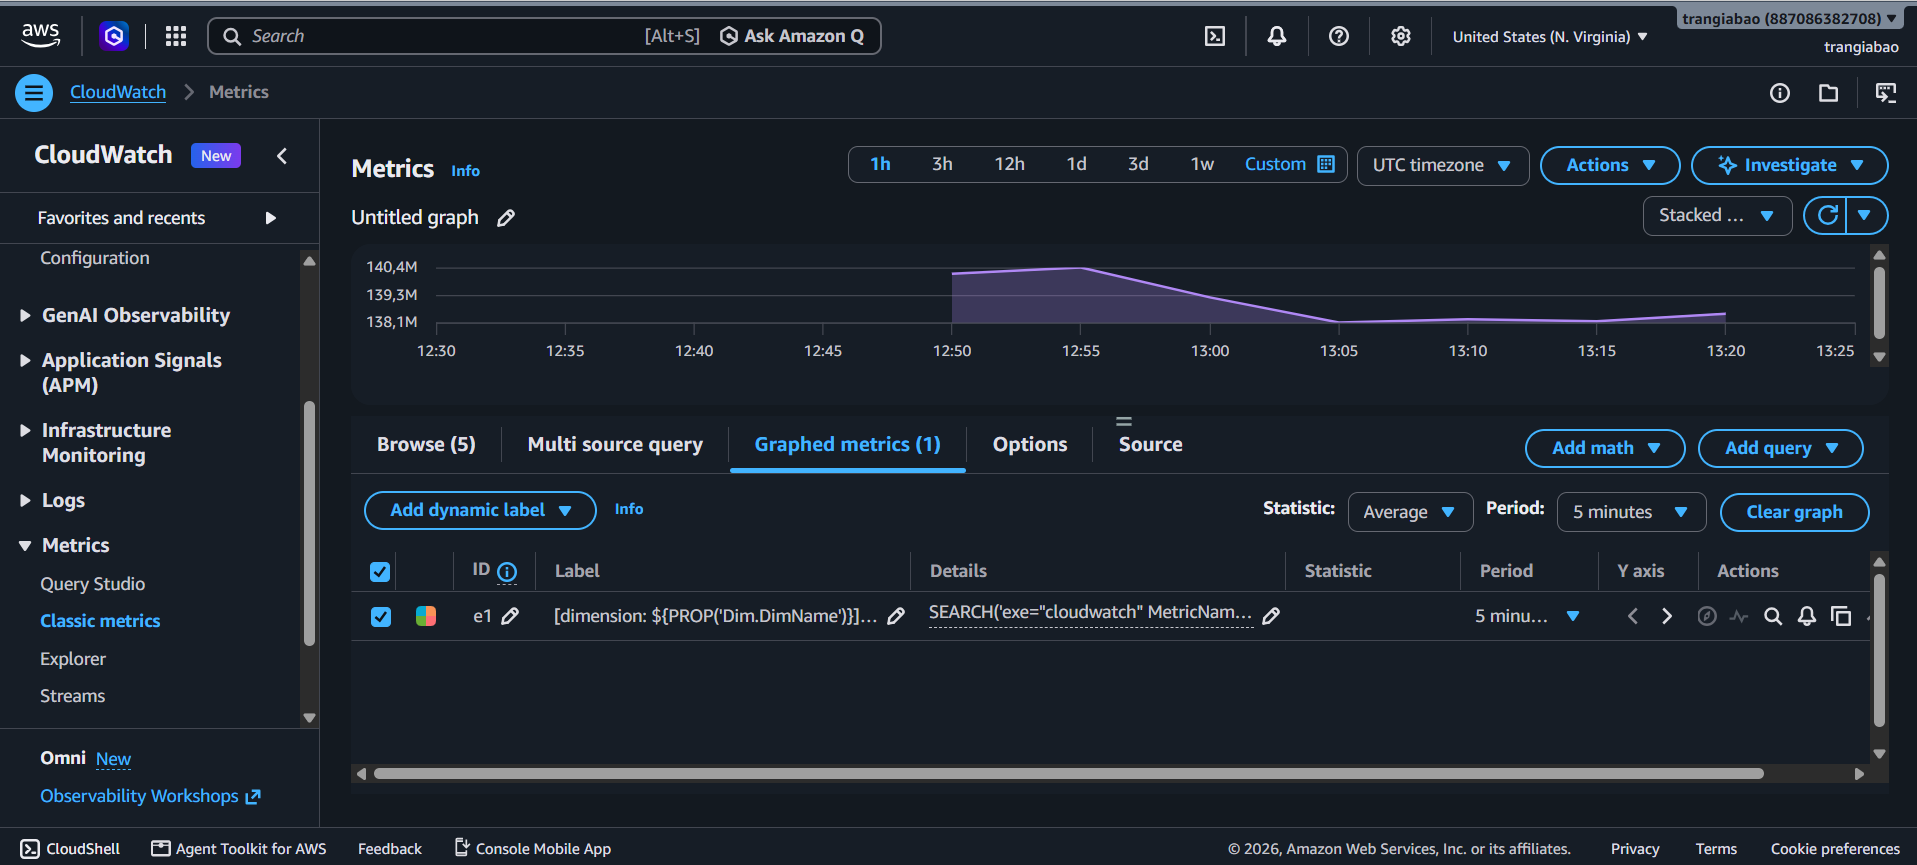 aws
Search [Alt+S] Ask Amazon Q
United States (N. Virginia)
trangiabao (887086382708)
trangiabao
CloudWatch Metrics
CloudWatch New
Favorites and recents
Configuration
GenAI Observability
Application Signals
(APM)
Infrastructure
Monitoring
Logs
Metrics
Query Studio
Classic metrics
Explorer
Streams
Omni New
Observability Workshops
Metrics Info
1h 3h 12h 1d 3d 1w Custom UTC timezone Actions Investigate
Untitled graph
Stacked ...
140,4M
139,3M
138,1M
12:30 12:35 12:40 12:45 12:50 12:55 13:00 13:05 13:10 13:15 13:20 13:25
Browse (5) Multi source query Graphed metrics (1) Options Source Add math Add query
Add dynamic label Info Statistic: Average Period: 5 minutes Clear graph
ID Label Details Statistic Period Y axis Actions
e1 [dimension: ${PROP('Dim.DimName')}]... SEARCH('exe="cloudwatch" MetricNam... 5 minu...
CloudShell Agent Toolkit for AWS Feedback Console Mobile App © 2026, Amazon Web Services, Inc. or its affiliates. Privacy Terms Cookie preferences